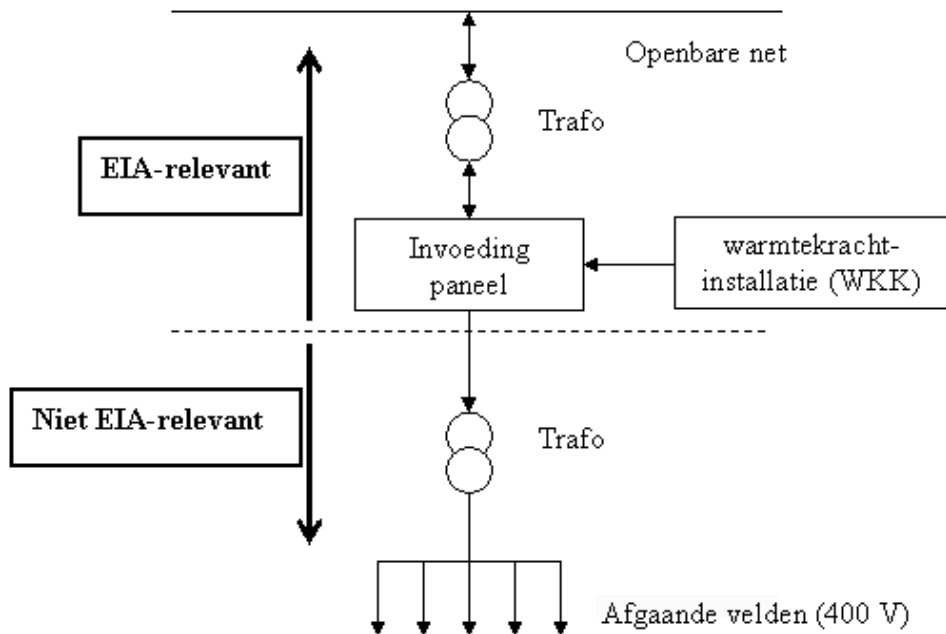 Openbare net
Trafo
EIA-relevant
Invoeding
paneel
warmtekracht-
installatie (WKK)
Niet EIA-relevant
Trafo
Afgaande velden (400 V)